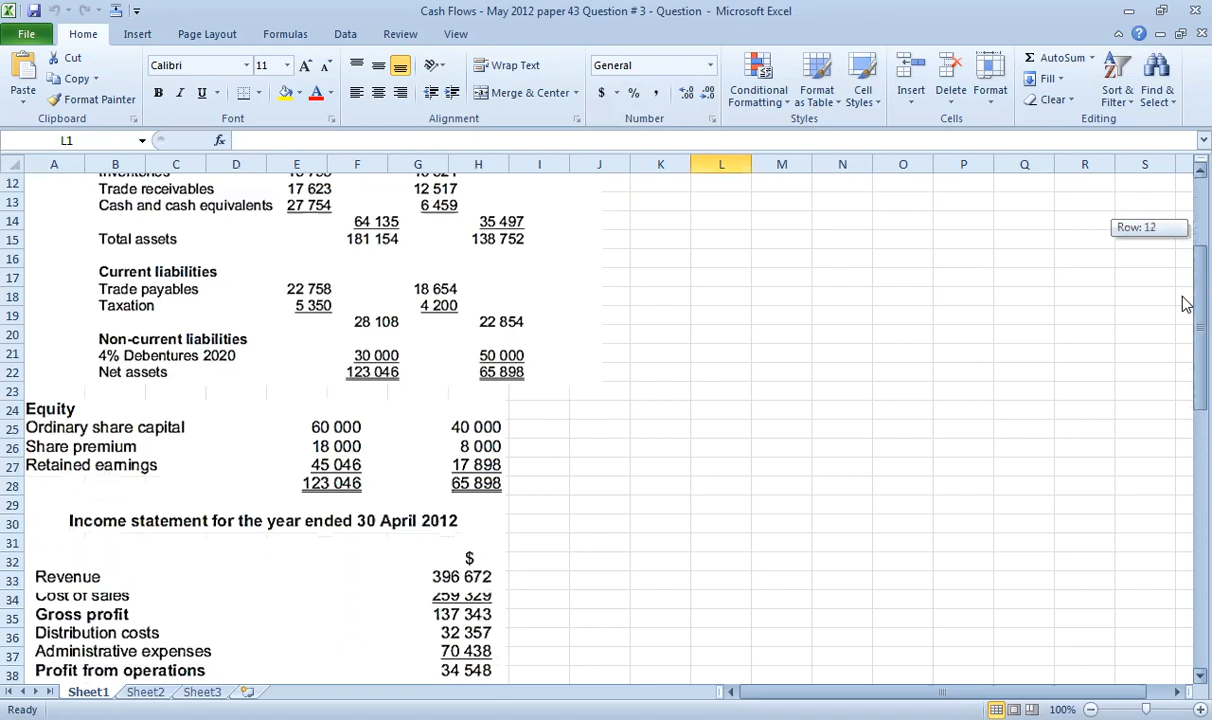 Cash Flows - May 2012 paper 43 Question # 3 - Question - Microsoft Excel
File Home Insert Page Layout Formulas Data Review View
Paste
Cut
Copy
Format Painter
Clipboard
Calibri 11
B I U
Font
Wrap Text
Merge & Center
Alignment
General
$ % ,
Number
Conditional Formatting
Format as Table
Cell Styles
Styles
Insert Delete Format
Cells
AutoSum
Fill
Clear
Sort & Filter
Find & Select
Editing
L1 fx
A B C D E F G H I J K L M N O P Q R S
12
13
14
15
16
17
18
19
20
21
22
23
24
25
26
27
28
29
30
31
32
33
34
35
36
37
38
Inventories
Trade receivables 17 623 12 517
Cash and cash equivalents 27 754 6 459
64 135 35 497
Total assets 181 154 138 752
Current liabilities
Trade payables 22 758 18 654
Taxation 5 350 4 200
28 108 22 854
Non-current liabilities
4% Debentures 2020 30 000 50 000
Net assets 123 046 65 898
Equity
Ordinary share capital 60 000 40 000
Share premium 18 000 8 000
Retained earnings 45 046 17 898
123 046 65 898
Income statement for the year ended 30 April 2012
$
Revenue 396 672
Cost of sales 259 329
Gross profit 137 343
Distribution costs 32 357
Administrative expenses 70 438
Profit from operations 34 548
Row: 12
Sheet1 Sheet2 Sheet3
Ready
100%